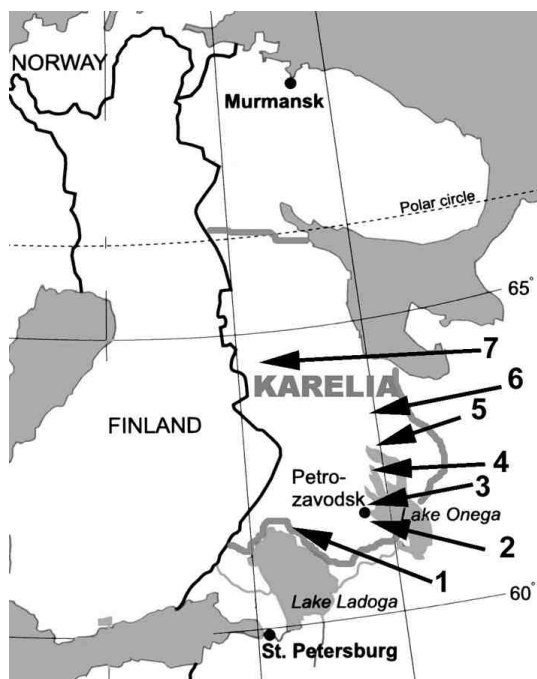 NORWAY
Murmansk
Polar circle
65°
7
KARELIA
6
5
FINLAND
4
Petro-
zavodsk
3
Lake Onega
2
1
60°
Lake Ladoga
St. Petersburg